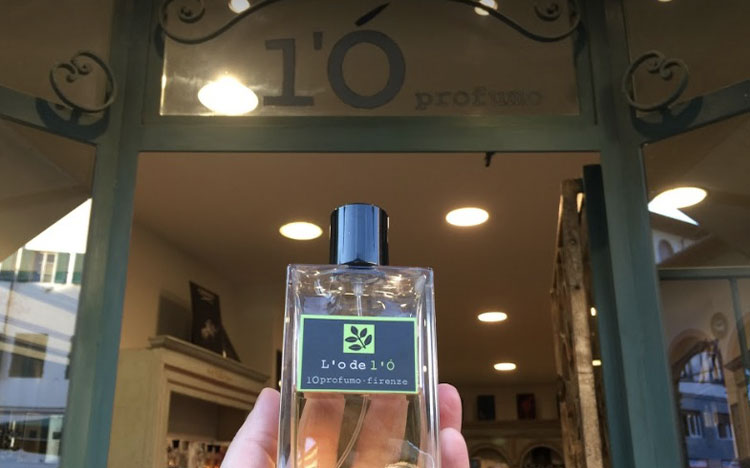 l'Ó
profumo
L'o de l'Ó
lOprofumo-firenze